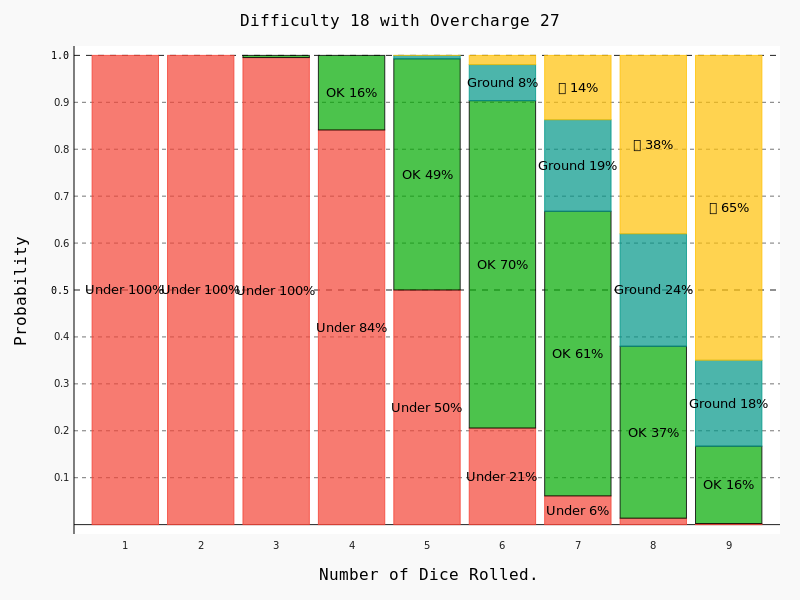 Difficulty 18 with Overcharge 27
Probability
1.0
0.9
0.8
0.7
0.6
0.5
0.4
0.3
0.2
0.1
Under 100%
Under 100%
Under 100%
OK 16%
Under 84%
OK 49%
Under 50%
Ground 8%
OK 70%
Under 21%
14%
Ground 19%
OK 61%
Under 6%
38%
Ground 24%
OK 37%
65%
Ground 18%
OK 16%
1 2 3 4 5 6 7 8 9
Number of Dice Rolled.